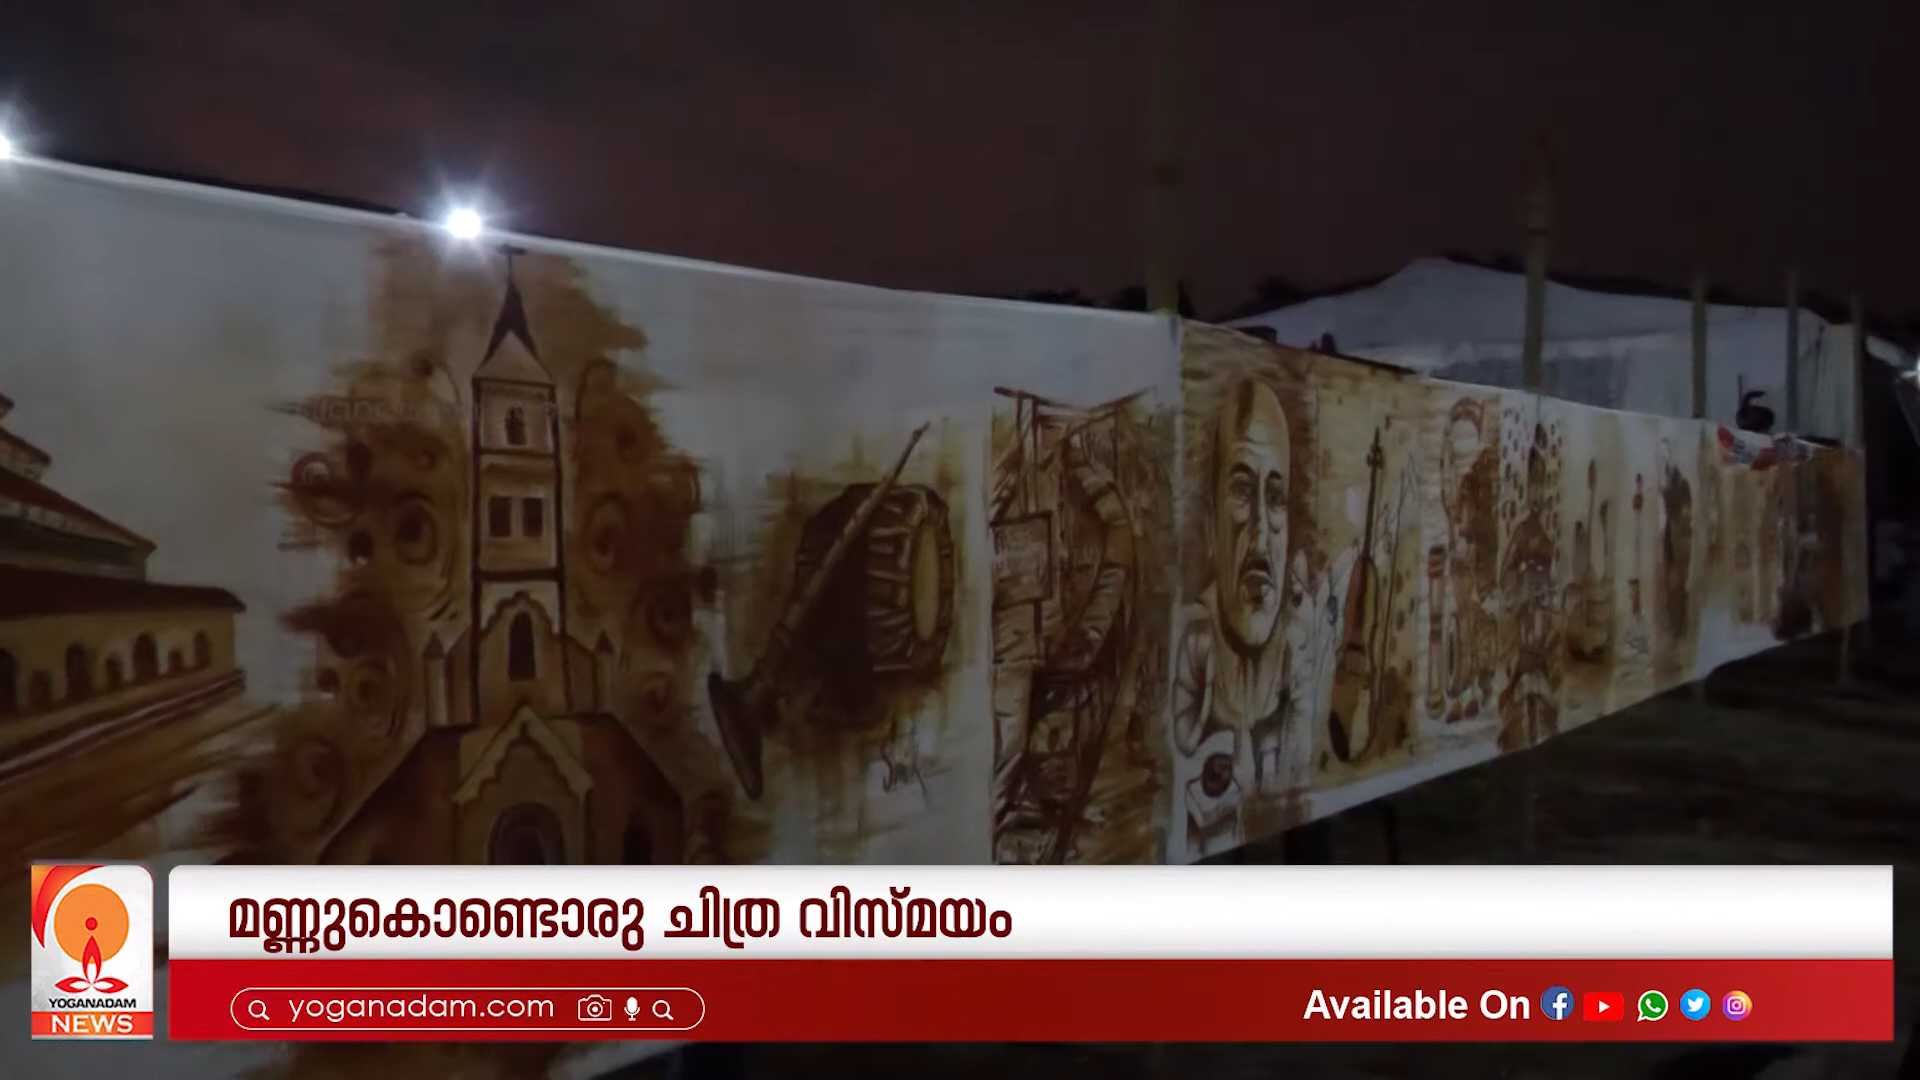 മണ്ണുകൊണ്ടൊരു ചിത്ര വിസ്മയം
YOGANADAM
NEWS
yoganadam.com
Available On